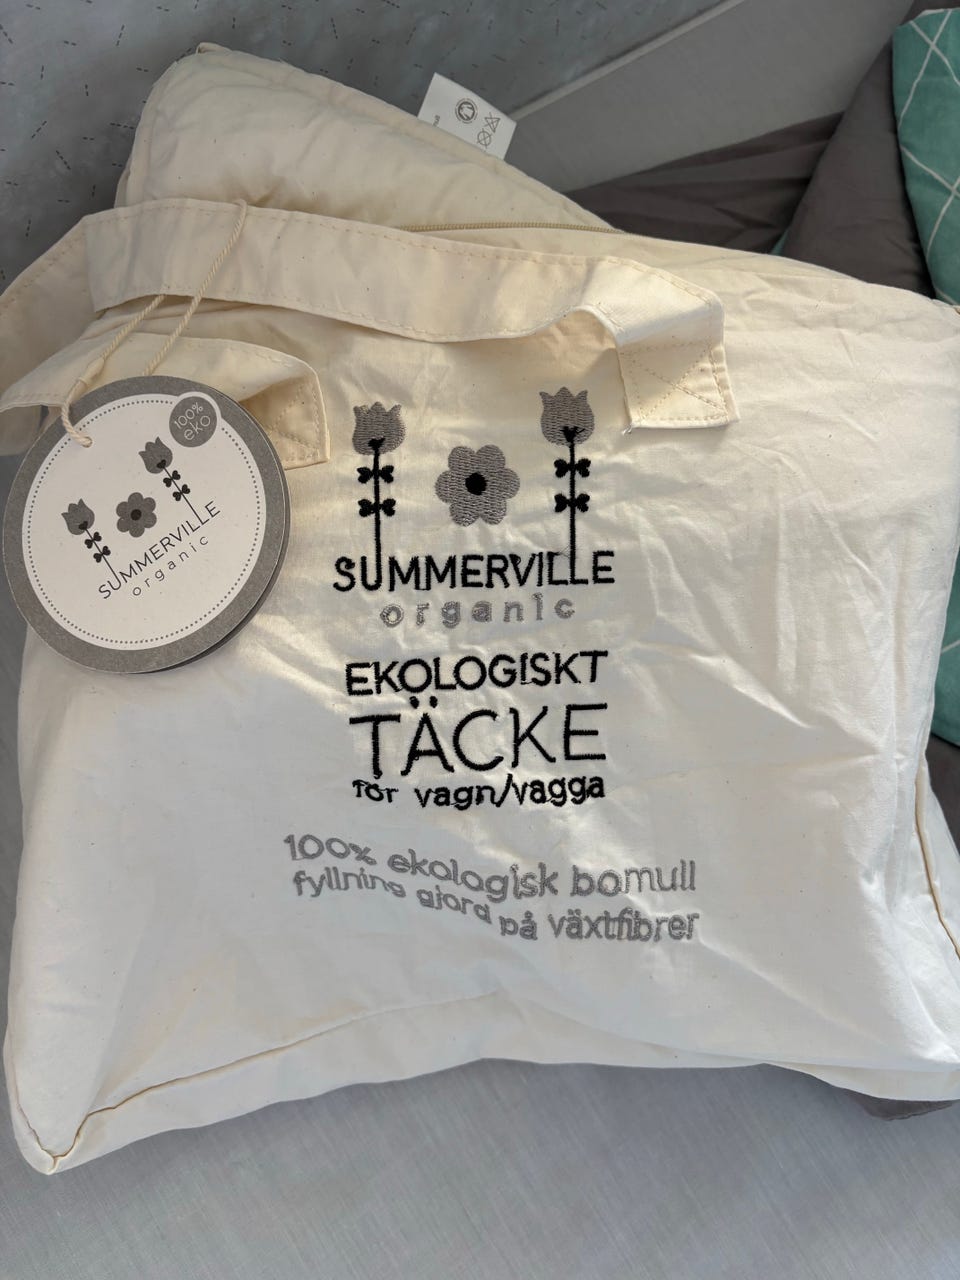 100%
eko
SUMMERVILLE
organic
SUMMERVILLE
organic
EKOLOGISKT
TÄCKE
för vagn/vagga
100% ekologisk bomull
fyllning gjord på växtfibrer